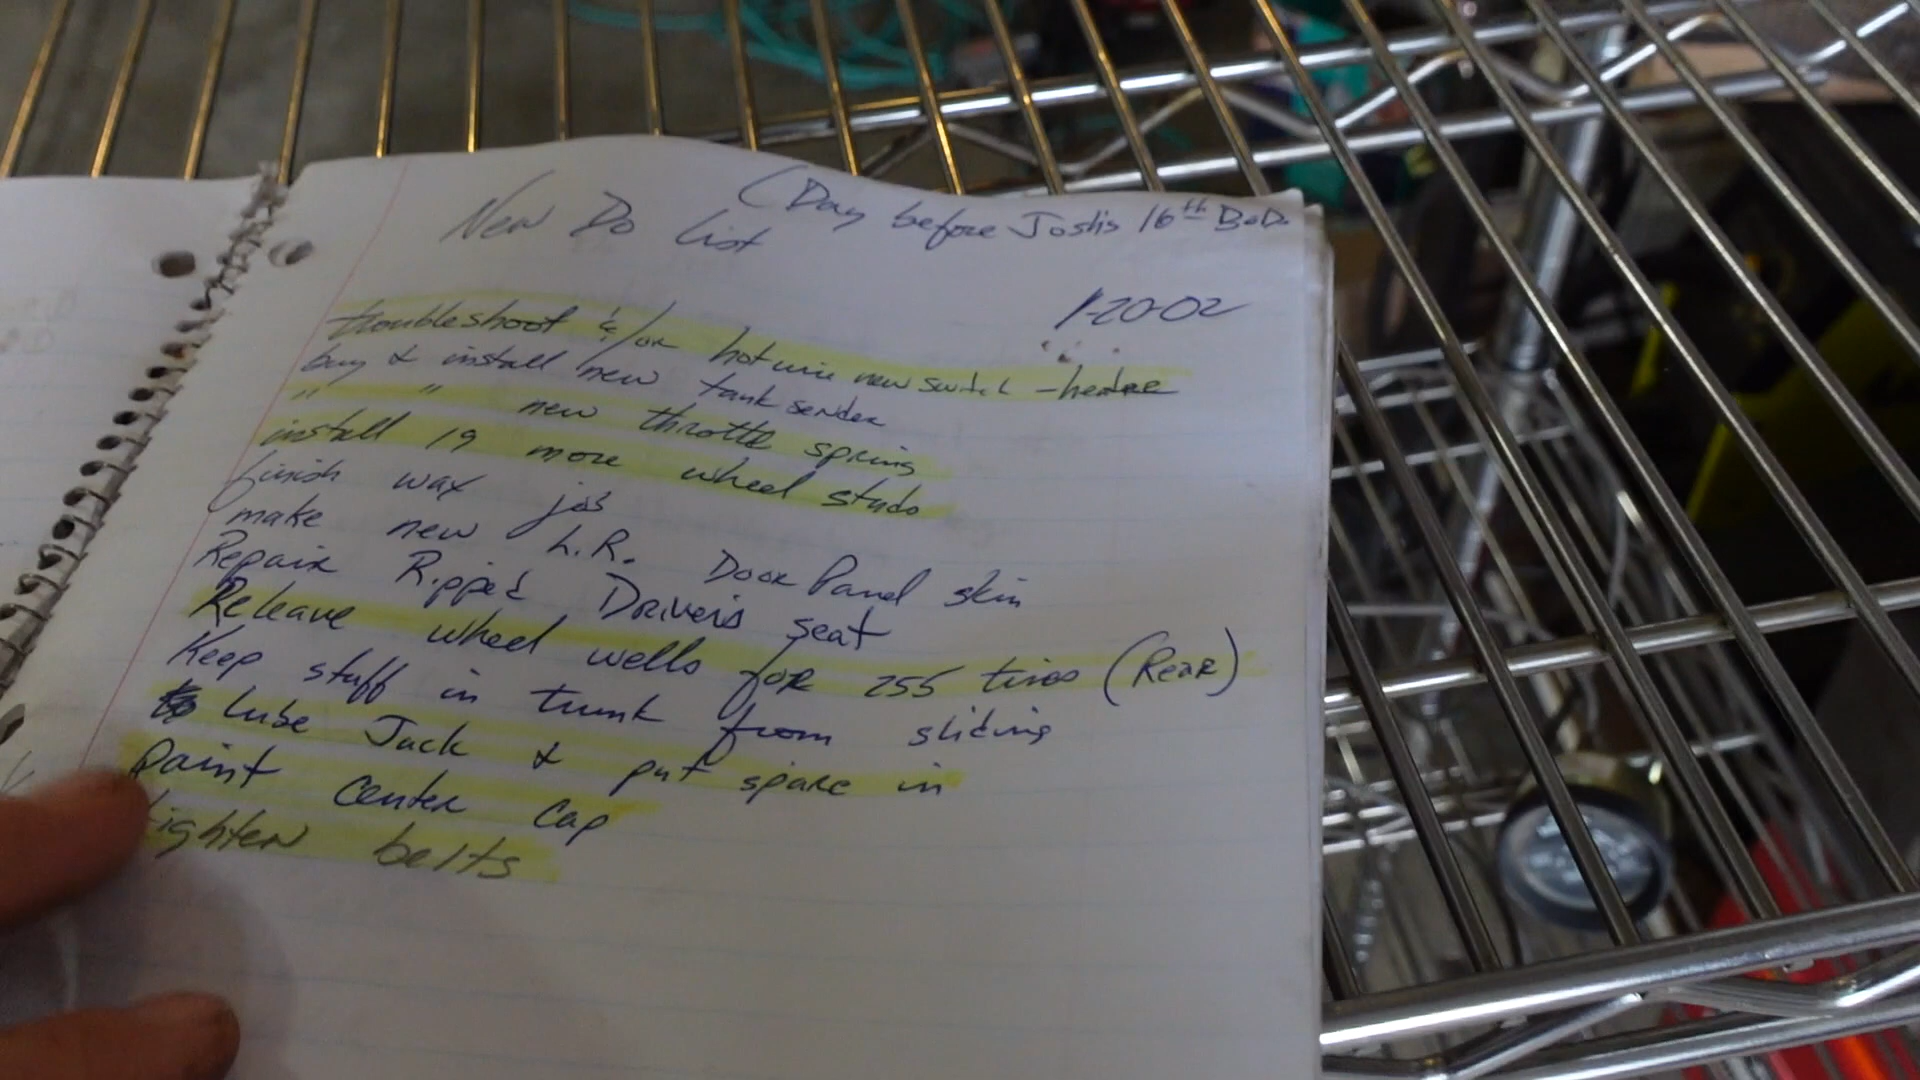 New Do List
(Day before Josh's 16th B.D.
1-20-02
troubleshoot &/or hotwire new switch - heater
buy & install new tank sender
" " new throttle spring
install 19 more wheel studs
finish wax job
make new L.R. Door Panel skin
Repair Ripped Driver's seat
Releave wheel wells for 255 tires (Rear)
Keep stuff in trunk from sliding
lube Jack & put spare in
paint center cap
tighten belts